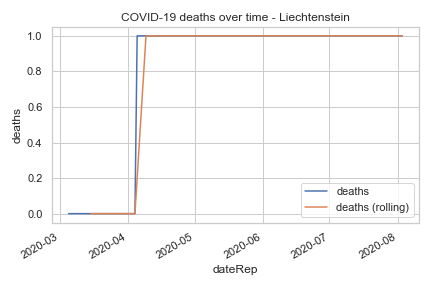 COVID-19 deaths over time - Liechtenstein
1.0
0.8
0.6
0.4
0.2
0.0
deaths
deaths
deaths (rolling)
2020-03
2020-04
2020-05
2020-06
2020-07
2020-08
dateRep